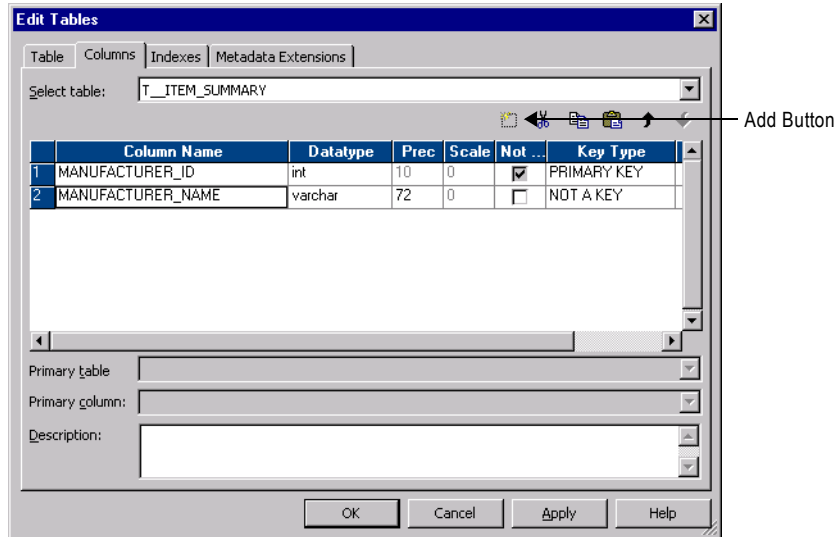 Edit Tables
Table Columns Indexes Metadata Extensions
Select table: T__ITEM_SUMMARY
Add Button
Column Name Datatype Prec Scale Not ... Key Type
1 MANUFACTURER_ID int 10 0 PRIMARY KEY
2 MANUFACTURER_NAME varchar 72 0 NOT A KEY
Primary table
Primary column:
Description:
OK Cancel Apply Help